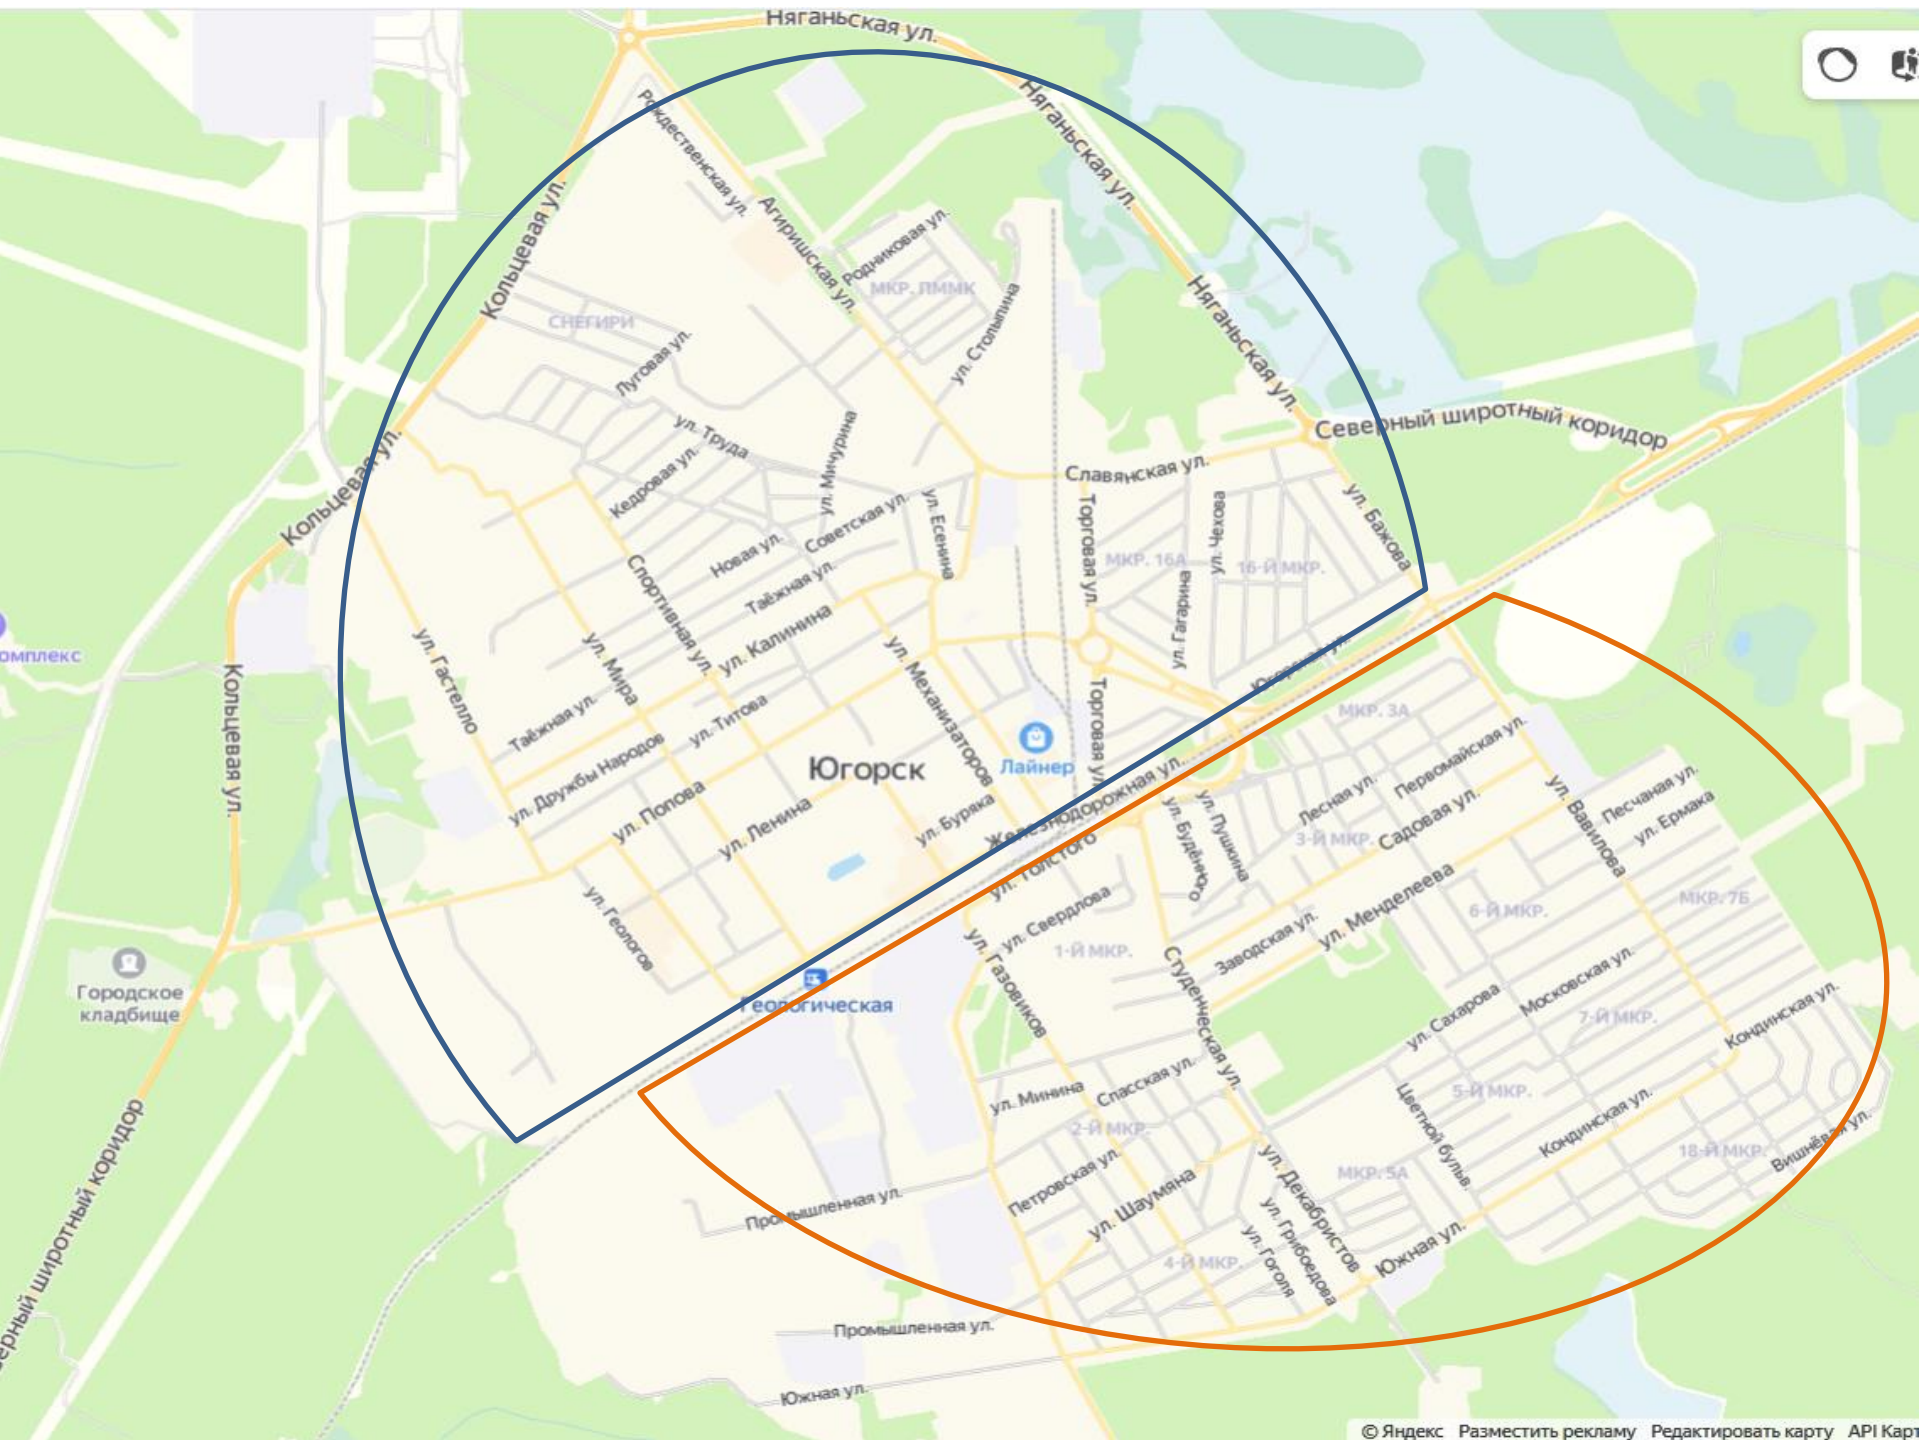 Няганьская ул.
Рождественская ул.
Няганьская ул.
Кольцевая ул.
Агиришская ул.
Родниковая ул.
МКР. ПММК
СНЕГИРИ
Няганьская ул.
ул. Столыпина
Луговая ул.
ул. Труда
ул. Мичурина
Северный широтный коридор
Кольцевая ул.
Кедровая ул.
Славянская ул.
Советская ул.
ул. Есенина
Торговая ул.
ул. Чехова
ул. Бажова
Новая ул.
МКР. 16А
16-Й МКР.
Спортивная ул.
Таёжная ул.
ул. Гагарина
ул. Калинина
омплекс
ул. Гастелло
ул. Мира
ул. Механизаторов
Югорская ул.
Кольцевая ул.
Таёжная ул.
ул. Титова
Торговая ул.
МКР. 3А
ул. Дружбы Народов
Югорск
Лайнер
Первомайская ул.
ул. Попова
ул. Ленина
ул. Буряка
Железнодорожная ул.
ул. Толстого
ул. Будённого
ул. Пушкина
Лесная ул.
3-Й МКР.
Садовая ул.
ул. Вавилова
Песчаная ул.
ул. Ермака
ул. Геологов
ул. Свердлова
1-Й МКР.
Заводская ул.
ул. Менделеева
6-Й МКР.
МКР. 7Б
Городское
кладбище
Геологическая
ул. Газовиков
Студенческая ул.
ул. Сахарова
Московская ул.
7-Й МКР.
Кондинская ул.
ул. Минина
Спасская ул.
2-Й МКР.
Цветной бульв.
5-Й МКР.
Кондинская ул.
18-Й МКР.
Вишнёвая ул.
ерный широтный коридор
Петровская ул.
ул. Шаумяна
ул. Декабристов
МКР. 5А
Промышленная ул.
4-Й МКР.
ул. Гоголя
ул. Грибоедова
Южная ул.
Промышленная ул.
Южная ул.
© Яндекс Разместить рекламу Редактировать карту API Карт